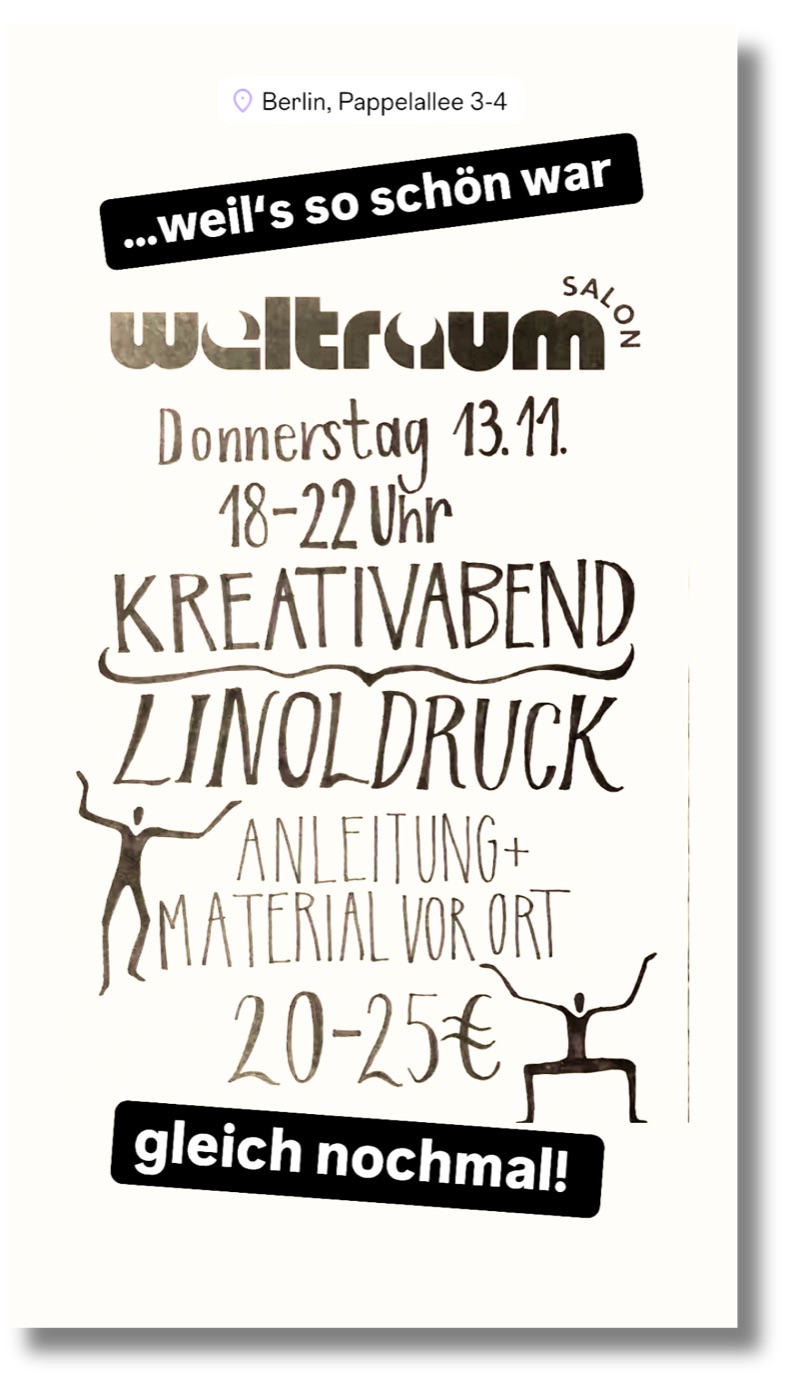 Berlin, Pappelallee 3-4
...weil‘s so schön war
weltraum SALON
Donnerstag 13.11.
18-22 Uhr
KREATIVABEND
LINOLDRUCK
ANLEITUNG+
MATERIAL VOR ORT
20-25€
gleich nochmal!